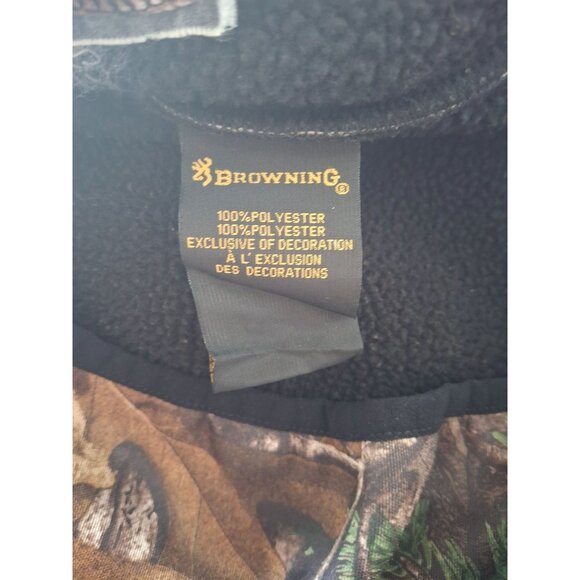 BROWNING®
100%POLYESTER
100%POLYESTER
EXCLUSIVE OF DECORATION
À L' EXCLUSION
DES DECORATIONS